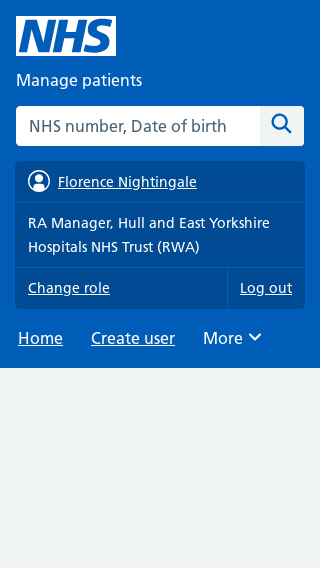 NHS
Manage patients
NHS number, Date of birth
Florence Nightingale
RA Manager, Hull and East Yorkshire
Hospitals NHS Trust (RWA)
Change role
Log out
Home
Create user
More